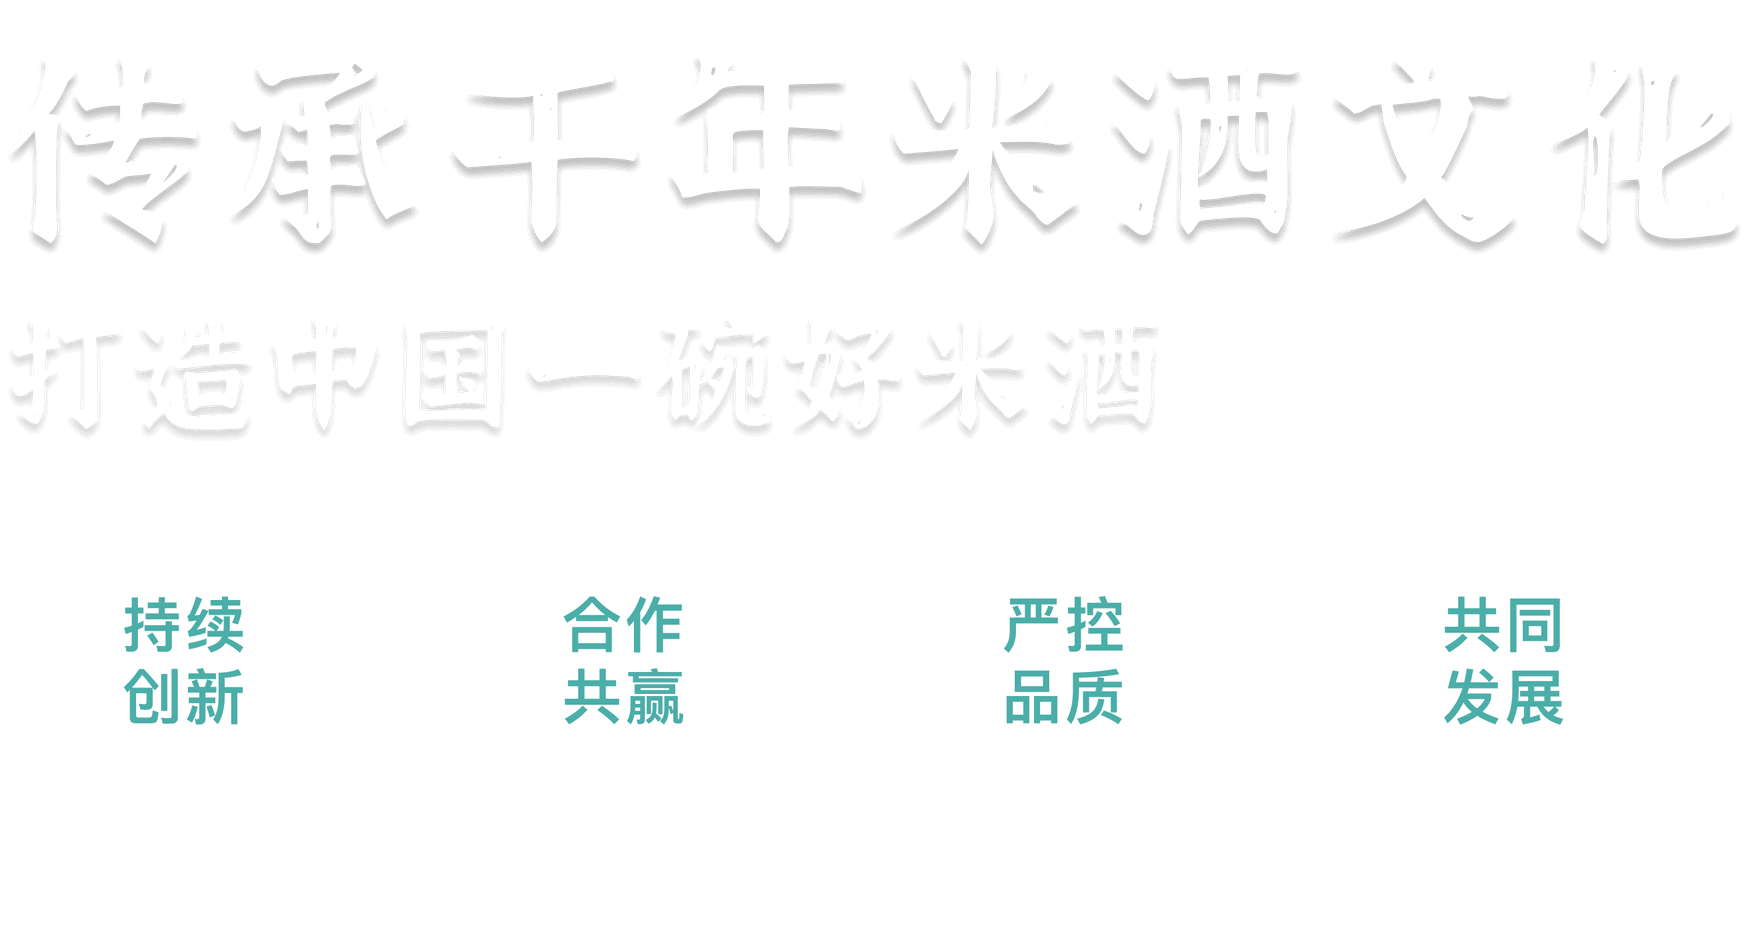 传承千年米酒文化
打造中国一碗好米酒
持续
创新
合作
共赢
严控
品质
共同
发展